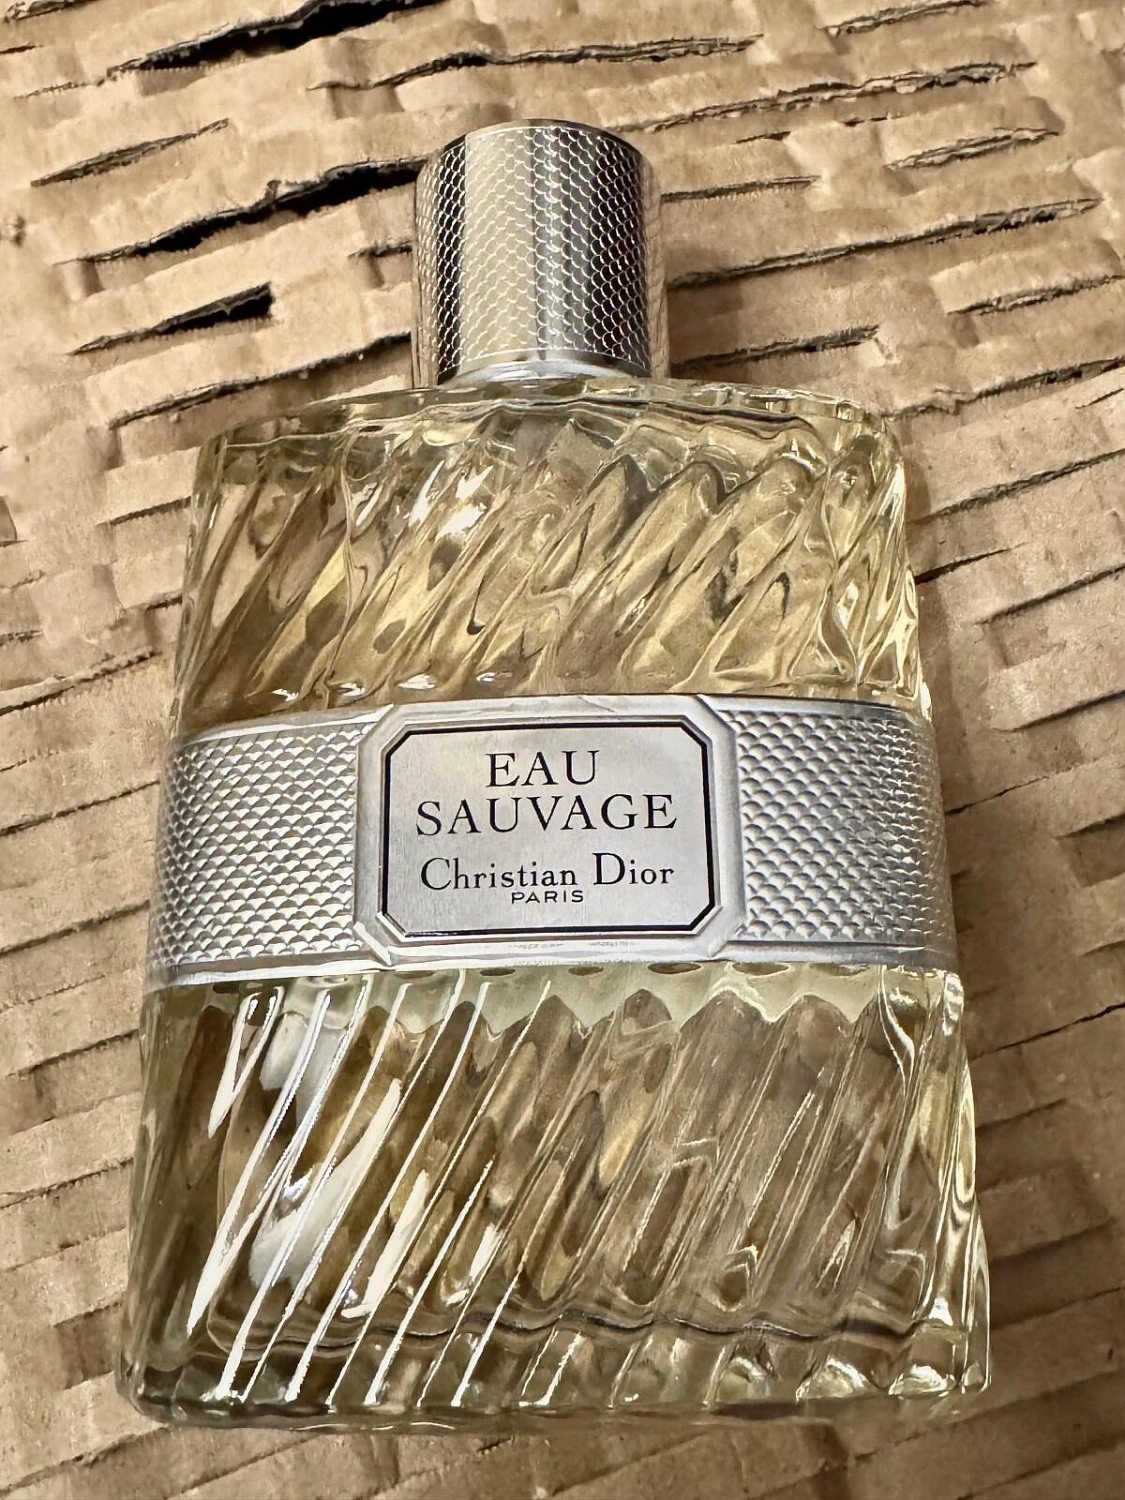 EAU
SAUVAGE
Christian Dior
PARIS